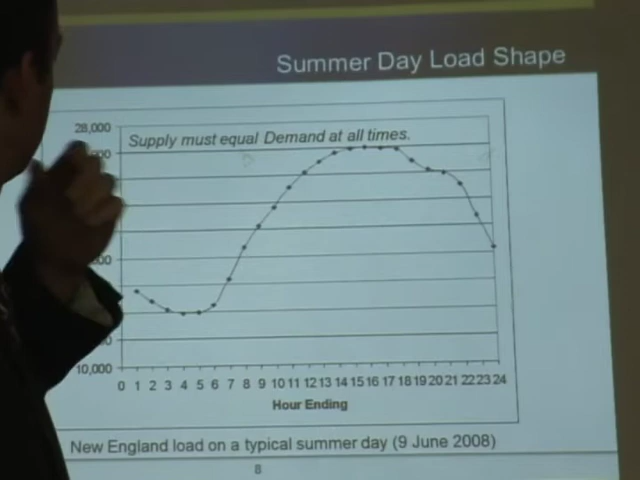 Summer Day Load Shape
28,000
Supply must equal Demand at all times.
10,000
0 1 2 3 4 5 6 7 8 9 10 11 12 13 14 15 16 17 18 19 20 21 22 23 24
Hour Ending
New England load on a typical summer day (9 June 2008)
8